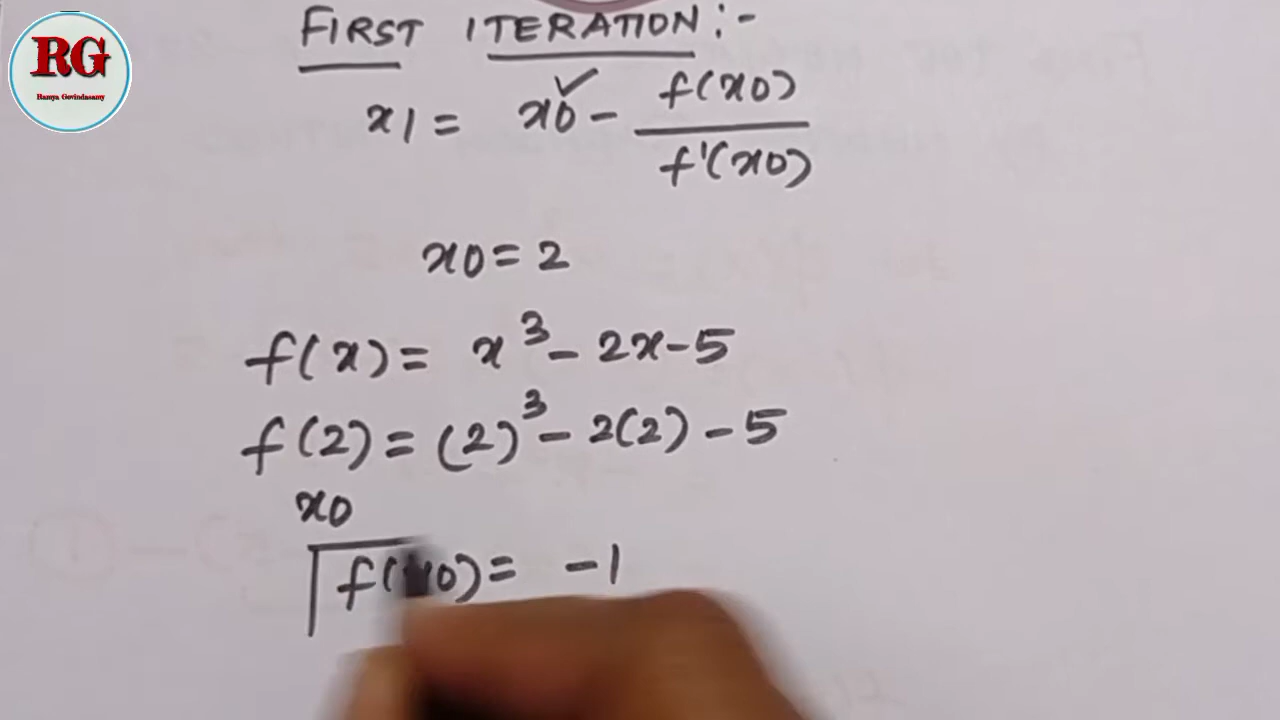 RG
Ramya Govindasamy
FIRST ITERATION :-
x1 = x0 - f(x0) / f'(x0)
x0 = 2
f(x) = x³ - 2x - 5
f(2) = (2)³ - 2(2) - 5
x0
f(x0) = -1